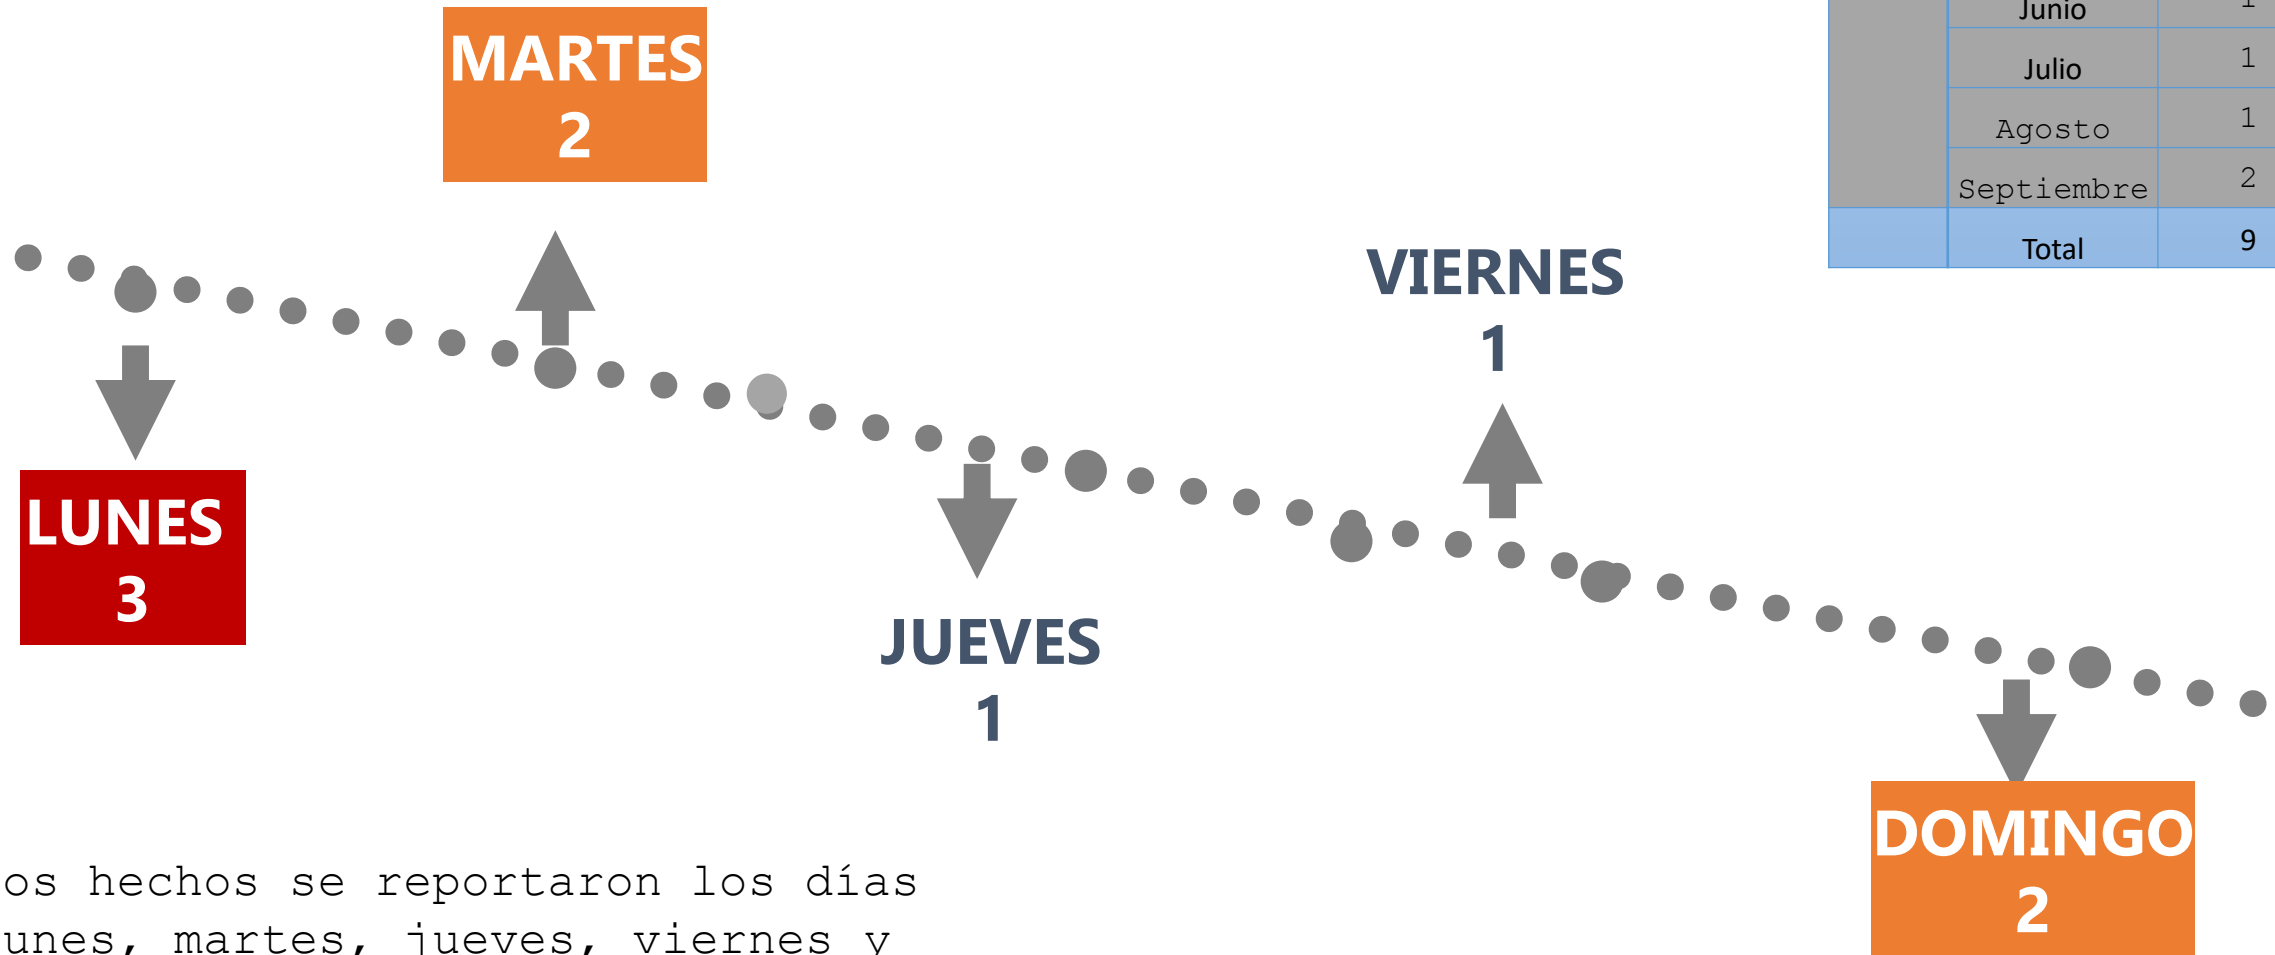 MARTES
2
Junio 1
Julio 1
Agosto 1
Septiembre 2
Total 9
VIERNES
1
LUNES
3
JUEVES
1
DOMINGO
2
os hechos se reportaron los días
unes, martes, jueves, viernes y